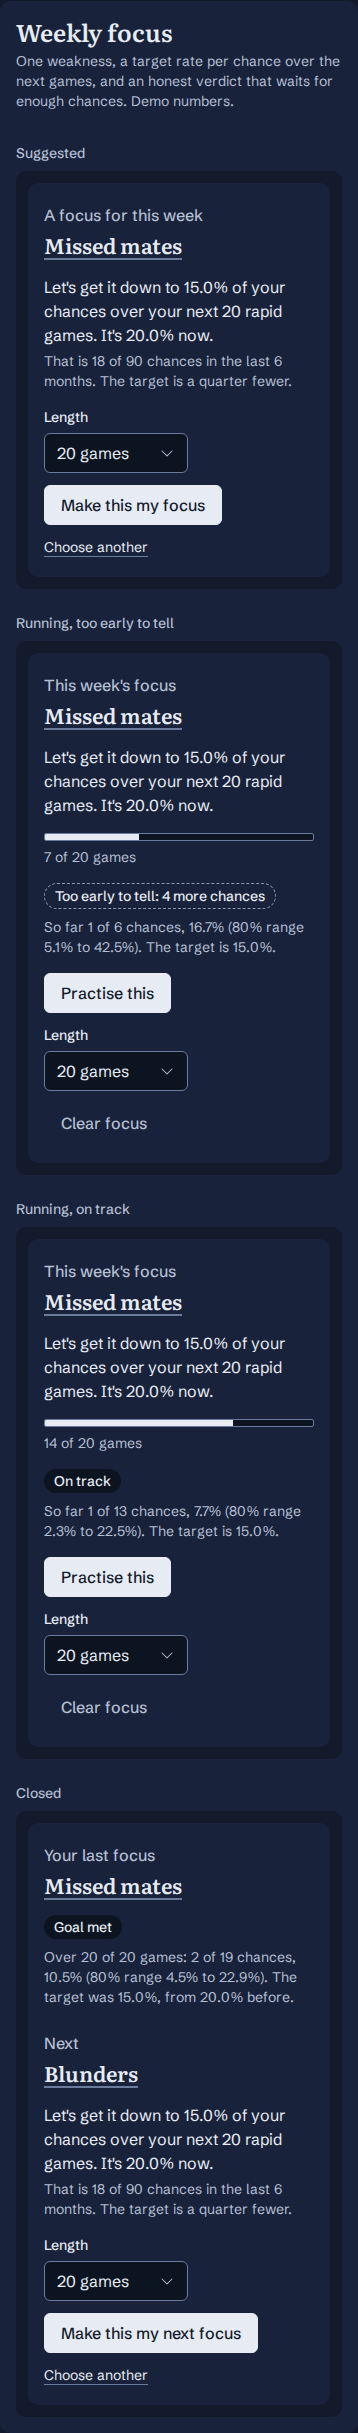 Weekly focus
One weakness, a target rate per chance over the
next games, and an honest verdict that waits for
enough chances. Demo numbers.
Suggested
A focus for this week
Missed mates
Let's get it down to 15.0% of your
chances over your next 20 rapid
games. It's 20.0% now.
That is 18 of 90 chances in the last 6
months. The target is a quarter fewer.
Length
20 games
Make this my focus
Choose another
Running, too early to tell
This week's focus
Missed mates
Let's get it down to 15.0% of your
chances over your next 20 rapid
games. It's 20.0% now.
7 of 20 games
Too early to tell: 4 more chances
So far 1 of 6 chances, 16.7% (80% range
5.1% to 42.5%). The target is 15.0%.
Practise this
Length
20 games
Clear focus
Running, on track
This week's focus
Missed mates
Let's get it down to 15.0% of your
chances over your next 20 rapid
games. It's 20.0% now.
14 of 20 games
On track
So far 1 of 13 chances, 7.7% (80% range
2.3% to 22.5%). The target is 15.0%.
Practise this
Length
20 games
Clear focus
Closed
Your last focus
Missed mates
Goal met
Over 20 of 20 games: 2 of 19 chances,
10.5% (80% range 4.5% to 22.9%). The
target was 15.0%, from 20.0% before.
Next
Blunders
Let's get it down to 15.0% of your
chances over your next 20 rapid
games. It's 20.0% now.
That is 18 of 90 chances in the last 6
months. The target is a quarter fewer.
Length
20 games
Make this my next focus
Choose another